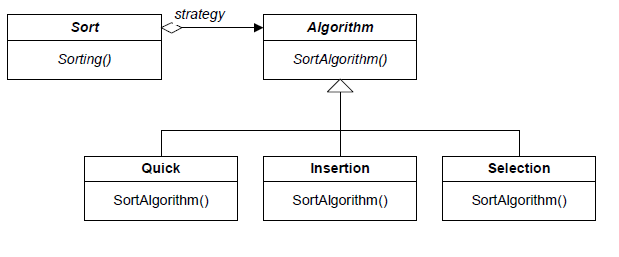 strategy
Sort
Algorithm
Sorting()
SortAlgorithm()
Quick
Insertion
Selection
SortAlgorithm()
SortAlgorithm()
SortAlgorithm()